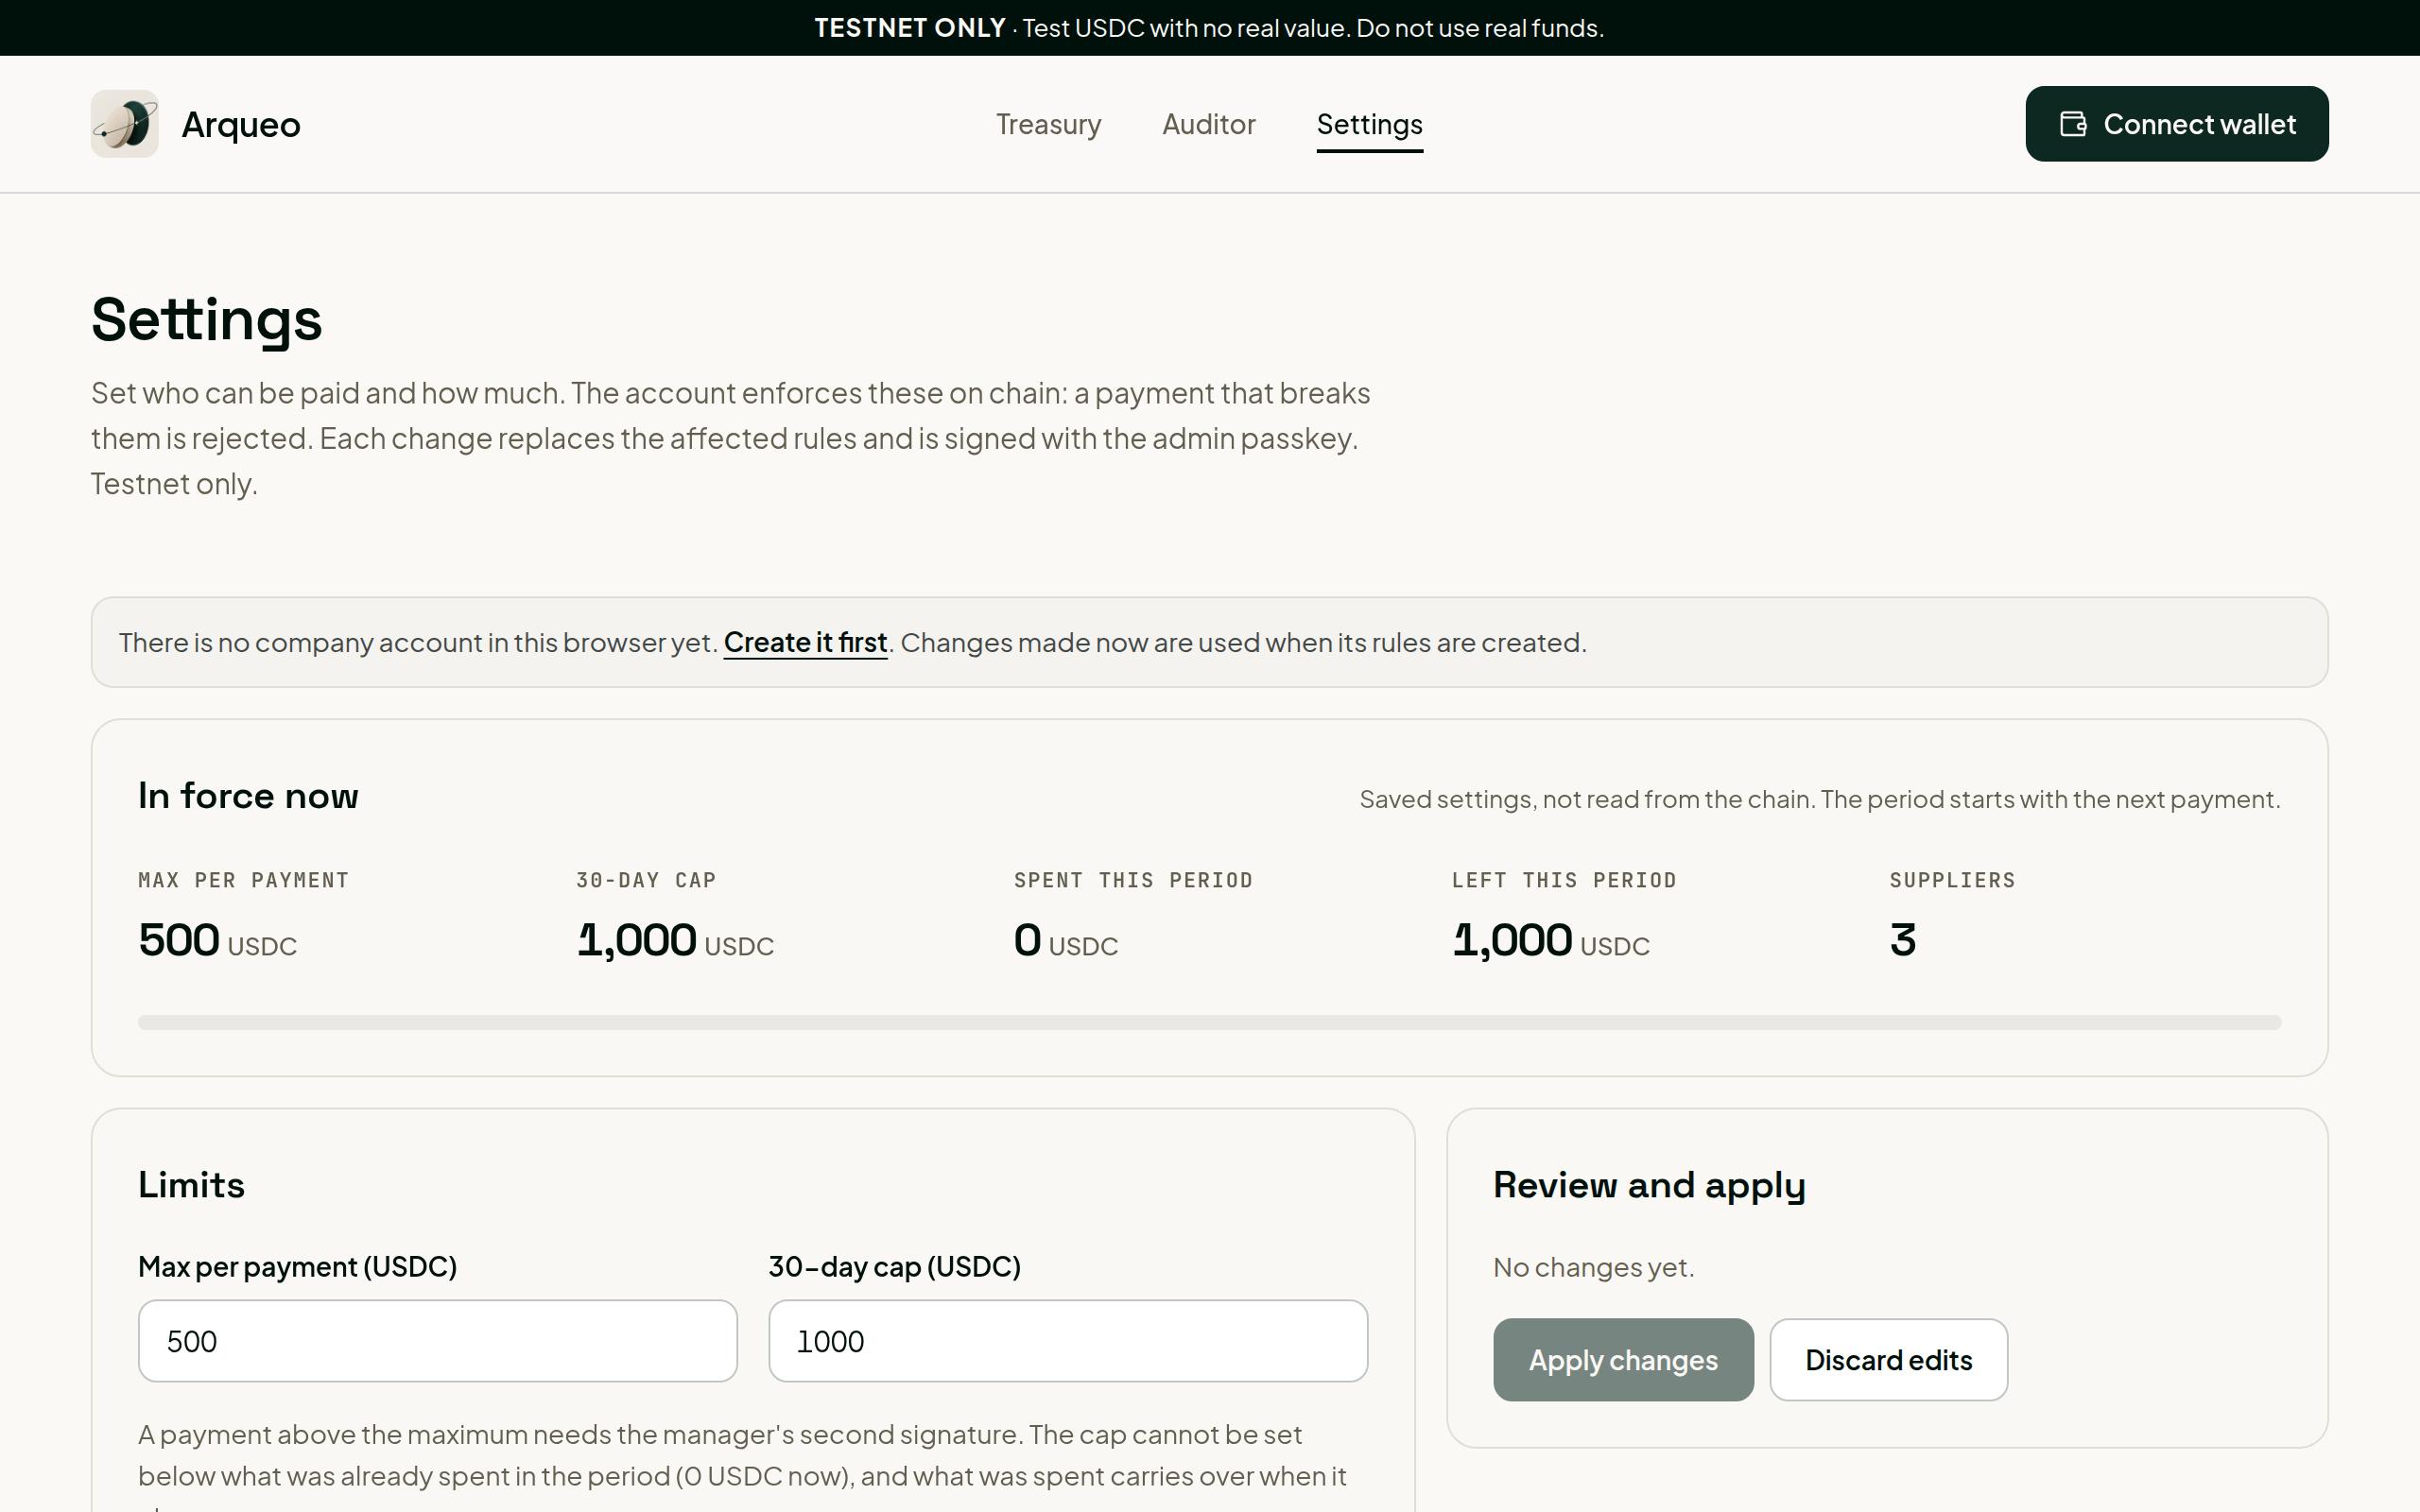 TESTNET ONLY · Test USDC with no real value. Do not use real funds.
Arqueo
Treasury
Auditor
Settings
Connect wallet
Settings
Set who can be paid and how much. The account enforces these on chain: a payment that breaks
them is rejected. Each change replaces the affected rules and is signed with the admin passkey.
Testnet only.
There is no company account in this browser yet. Create it first. Changes made now are used when its rules are created.
In force now
Saved settings, not read from the chain. The period starts with the next payment.
MAX PER PAYMENT
500 USDC
30-DAY CAP
1,000 USDC
SPENT THIS PERIOD
0 USDC
LEFT THIS PERIOD
1,000 USDC
SUPPLIERS
3
Limits
Max per payment (USDC)
500
30-day cap (USDC)
1000
A payment above the maximum needs the manager's second signature. The cap cannot be set
below what was already spent in the period (0 USDC now), and what was spent carries over when it
Review and apply
No changes yet.
Apply changes
Discard edits